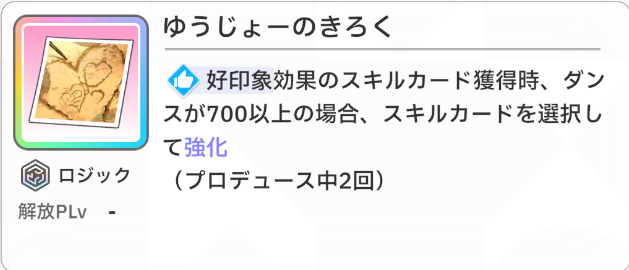 ゆうじょーのきろく
好印象効果のスキルカード獲得時、ダン
スが700以上の場合、スキルカードを選択し
て強化
（プロデュース中2回）
ロジック
解放PLv -